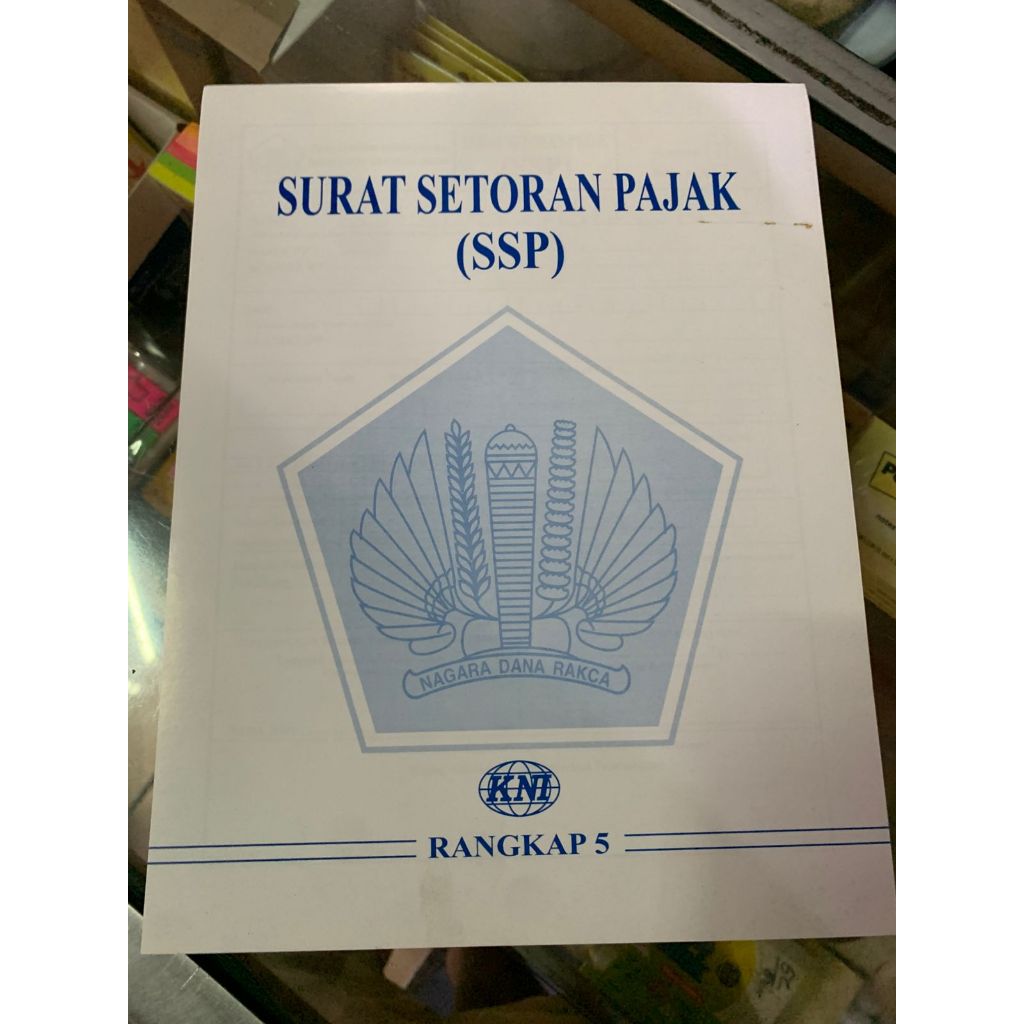 SURAT SETORAN PAJAK
(SSP)
NAGARA DANA RAKCA
KNI
RANGKAP 5